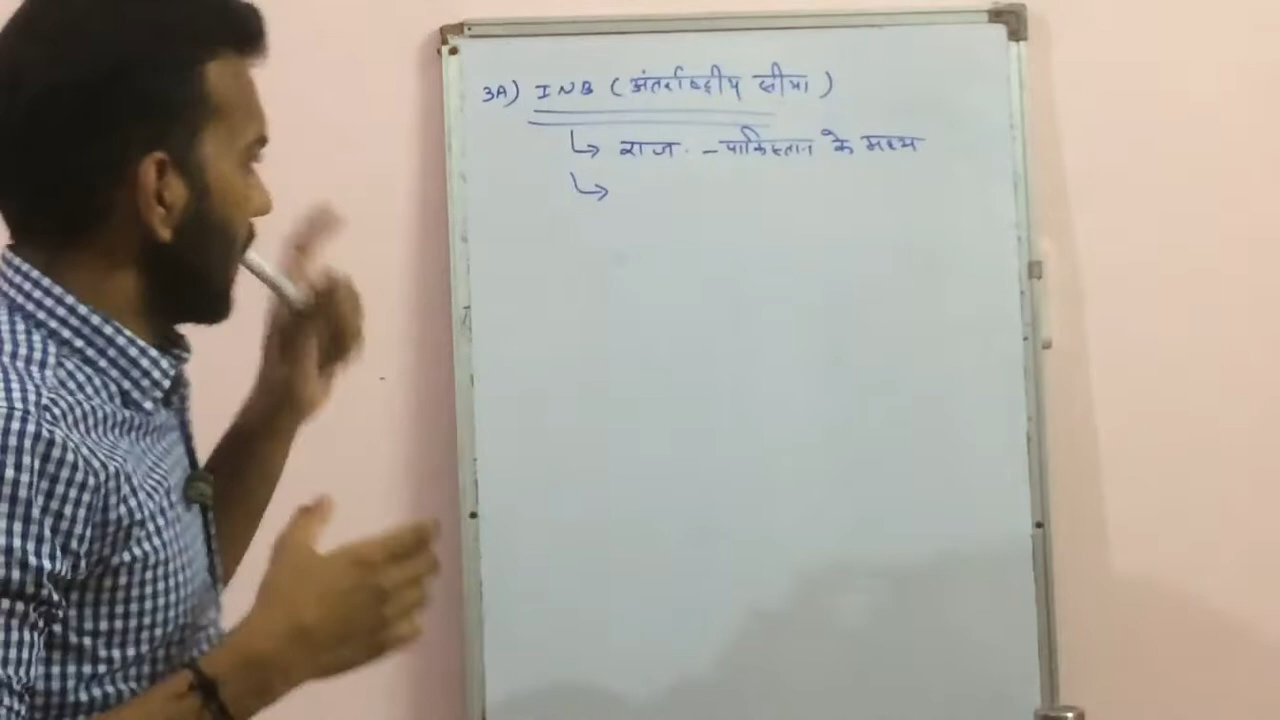 3A) INB (अंतर्राष्ट्रीय सीमा)
↳ राज. - पाकिस्तान के मध्य
↳